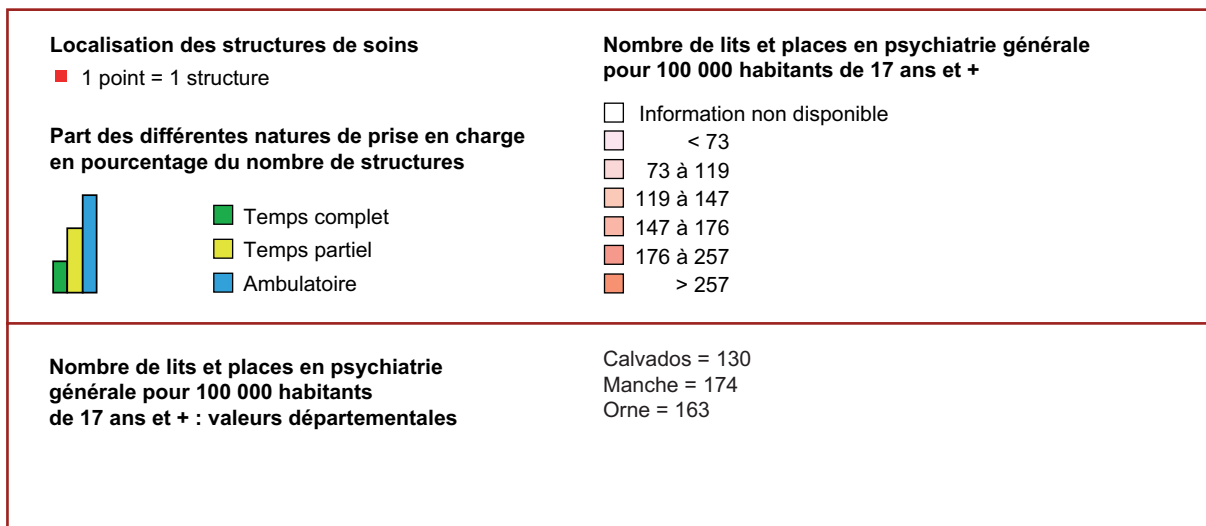 Localisation des structures de soins
1 point = 1 structure
Part des différentes natures de prise en charge
en pourcentage du nombre de structures
Temps complet
Temps partiel
Ambulatoire
Nombre de lits et places en psychiatrie générale
pour 100 000 habitants de 17 ans et +
Information non disponible
< 73
73 à 119
119 à 147
147 à 176
176 à 257
> 257
Nombre de lits et places en psychiatrie
générale pour 100 000 habitants
de 17 ans et + : valeurs départementales
Calvados = 130
Manche = 174
Orne = 163